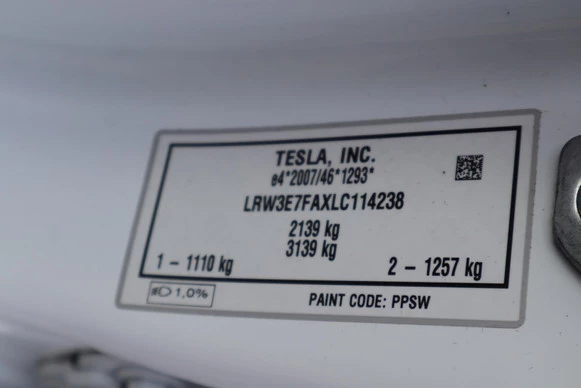 TESLA, INC.
e4*2007/46*1293*
LRW3E7FAXLC114238
2139 kg
3139 kg
1 – 1110 kg
2 – 1257 kg
1,0%
PAINT CODE: PPSW